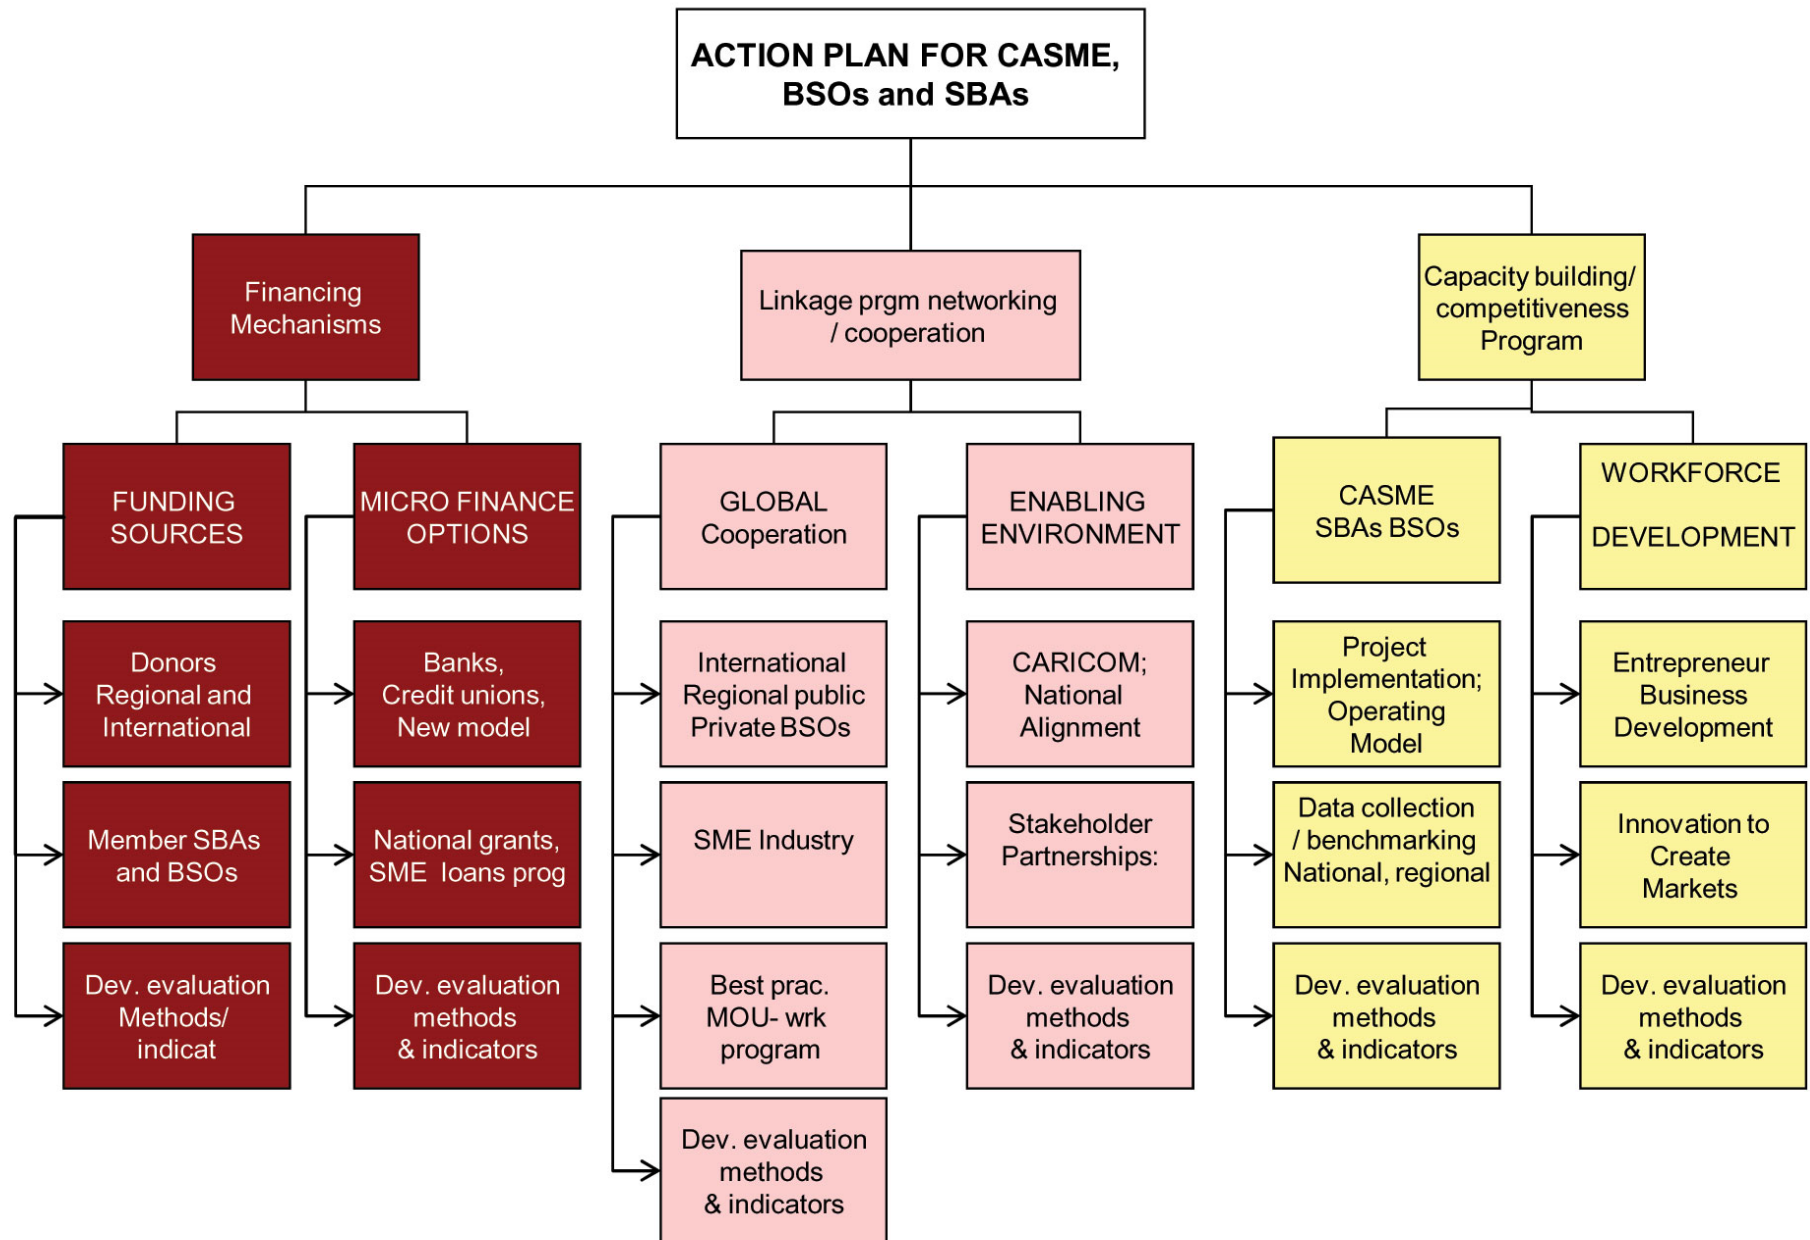 ACTION PLAN FOR CASME,
BSOs and SBAs
Financing
Mechanisms
Linkage prgm networking
/ cooperation
Capacity building/
competitiveness
Program
FUNDING
SOURCES
Donors
Regional and
International
Member SBAs
and BSOs
Dev. evaluation
Methods/
indicat
MICRO FINANCE
OPTIONS
Banks,
Credit unions,
New model
National grants,
SME loans prog
Dev. evaluation
methods
& indicators
GLOBAL
Cooperation
International
Regional public
Private BSOs
SME Industry
Best prac.
MOU- wrk
program
Dev. evaluation
methods
& indicators
ENABLING
ENVIRONMENT
CARICOM;
National
Alignment
Stakeholder
Partnerships:
Dev. evaluation
methods
& indicators
CASME
SBAs BSOs
Project
Implementation;
Operating
Model
Data collection
/ benchmarking
National, regional
Dev. evaluation
methods
& indicators
WORKFORCE
DEVELOPMENT
Entrepreneur
Business
Development
Innovation to
Create
Markets
Dev. evaluation
methods
& indicators